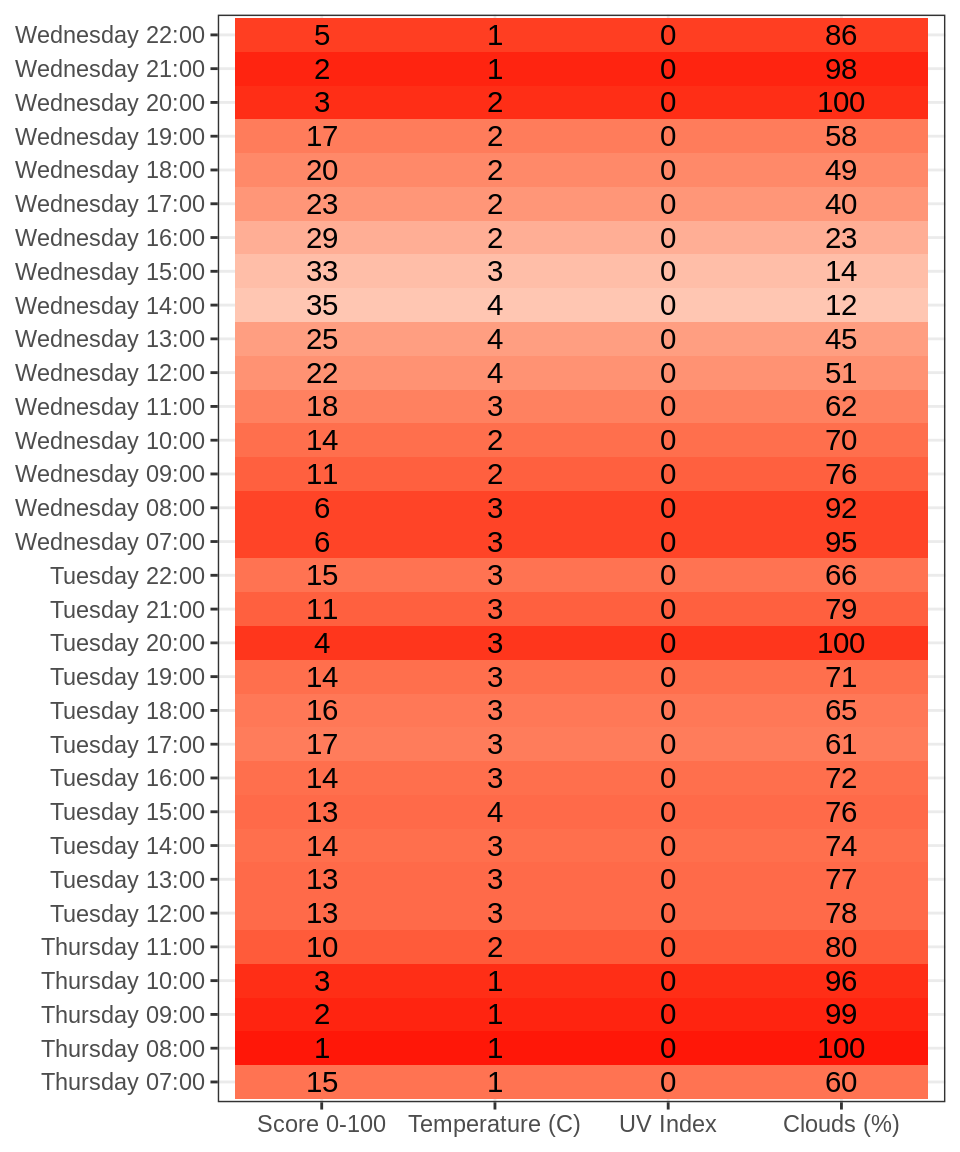 Wednesday 22:00 5 1 0 86
Wednesday 21:00 2 1 0 98
Wednesday 20:00 3 2 0 100
Wednesday 19:00 17 2 0 58
Wednesday 18:00 20 2 0 49
Wednesday 17:00 23 2 0 40
Wednesday 16:00 29 2 0 23
Wednesday 15:00 33 3 0 14
Wednesday 14:00 35 4 0 12
Wednesday 13:00 25 4 0 45
Wednesday 12:00 22 4 0 51
Wednesday 11:00 18 3 0 62
Wednesday 10:00 14 2 0 70
Wednesday 09:00 11 2 0 76
Wednesday 08:00 6 3 0 92
Wednesday 07:00 6 3 0 95
Tuesday 22:00 15 3 0 66
Tuesday 21:00 11 3 0 79
Tuesday 20:00 4 3 0 100
Tuesday 19:00 14 3 0 71
Tuesday 18:00 16 3 0 65
Tuesday 17:00 17 3 0 61
Tuesday 16:00 14 3 0 72
Tuesday 15:00 13 4 0 76
Tuesday 14:00 14 3 0 74
Tuesday 13:00 13 3 0 77
Tuesday 12:00 13 3 0 78
Thursday 11:00 10 2 0 80
Thursday 10:00 3 1 0 96
Thursday 09:00 2 1 0 99
Thursday 08:00 1 1 0 100
Thursday 07:00 15 1 0 60
Score 0-100 Temperature (C) UV Index Clouds (%)